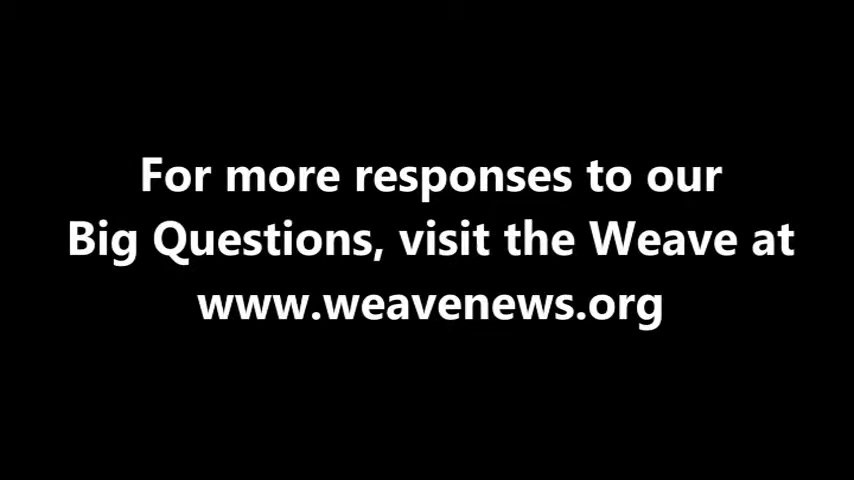 For more responses to our
Big Questions, visit the Weave at
www.weavenews.org